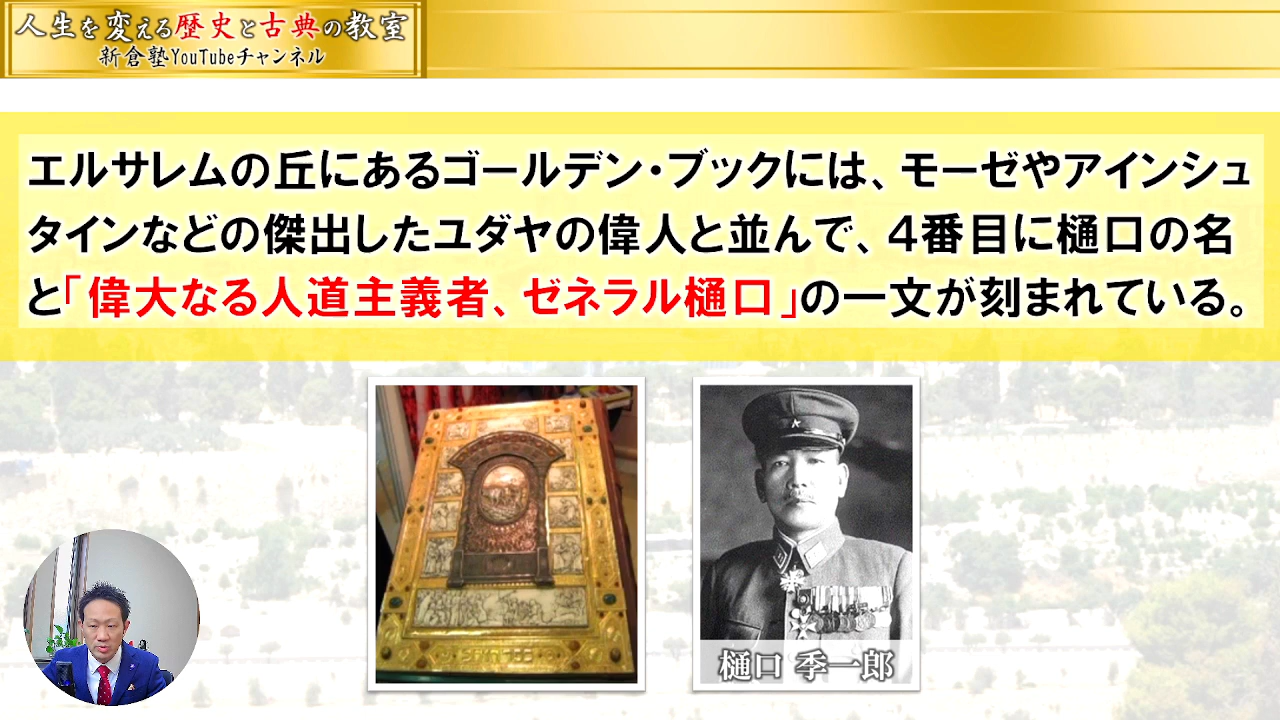 人生を変える歴史と古典の教室
新倉塾YouTubeチャンネル
エルサレムの丘にあるゴールデン・ブックには、モーゼやアインシュ
タインなどの傑出したユダヤの偉人と並んで、４番目に樋口の名
と「偉大なる人道主義者、ゼネラル樋口」の一文が刻まれている。
樋口 季一郎